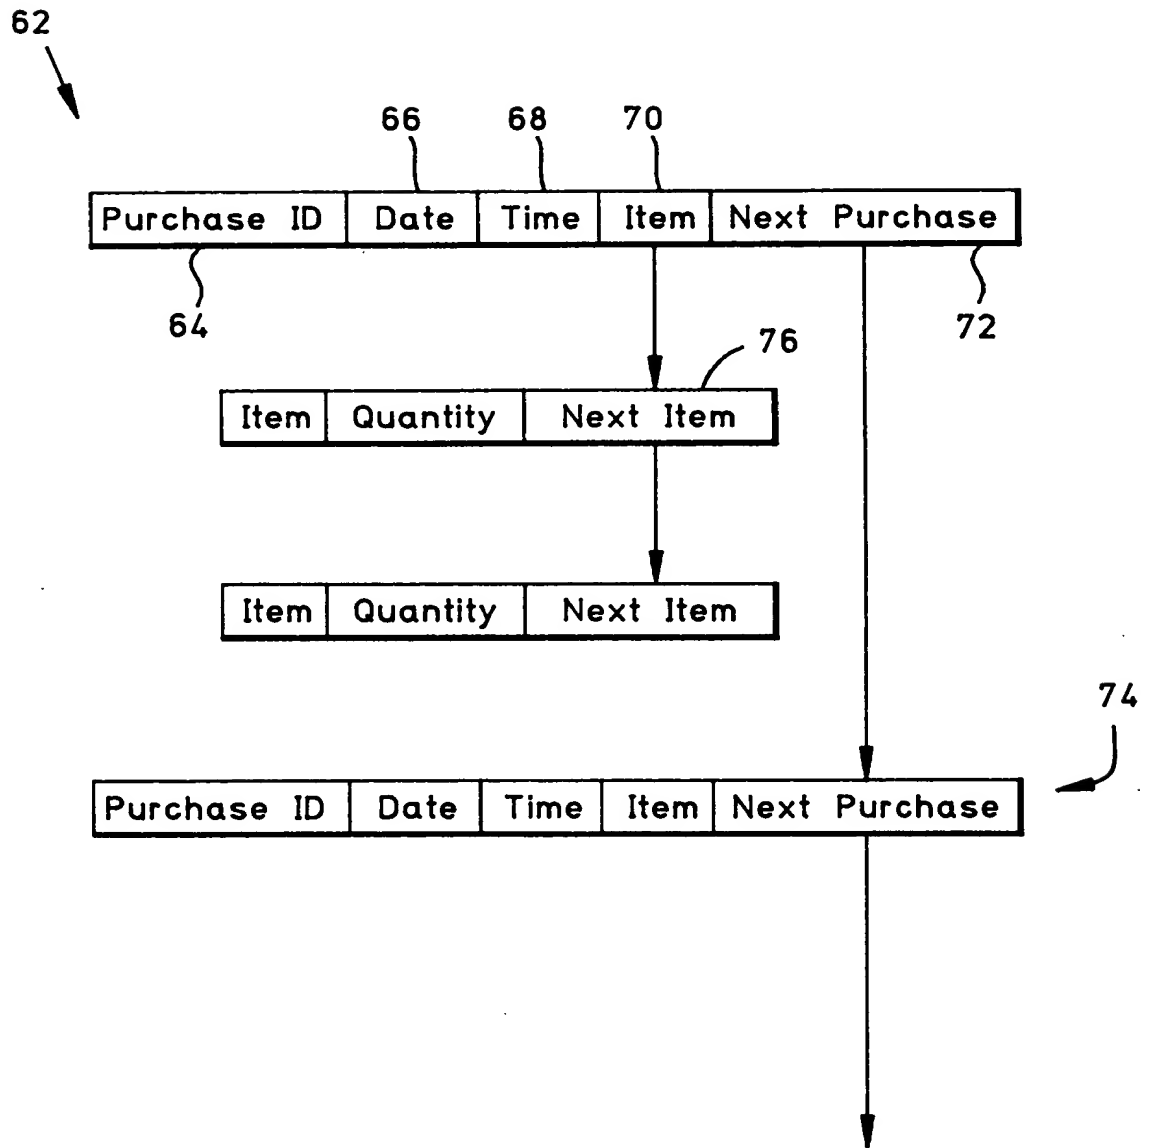 62
66 68 70
Purchase ID Date Time Item Next Purchase
64 72
76
Item Quantity Next Item
Item Quantity Next Item
74
Purchase ID Date Time Item Next Purchase